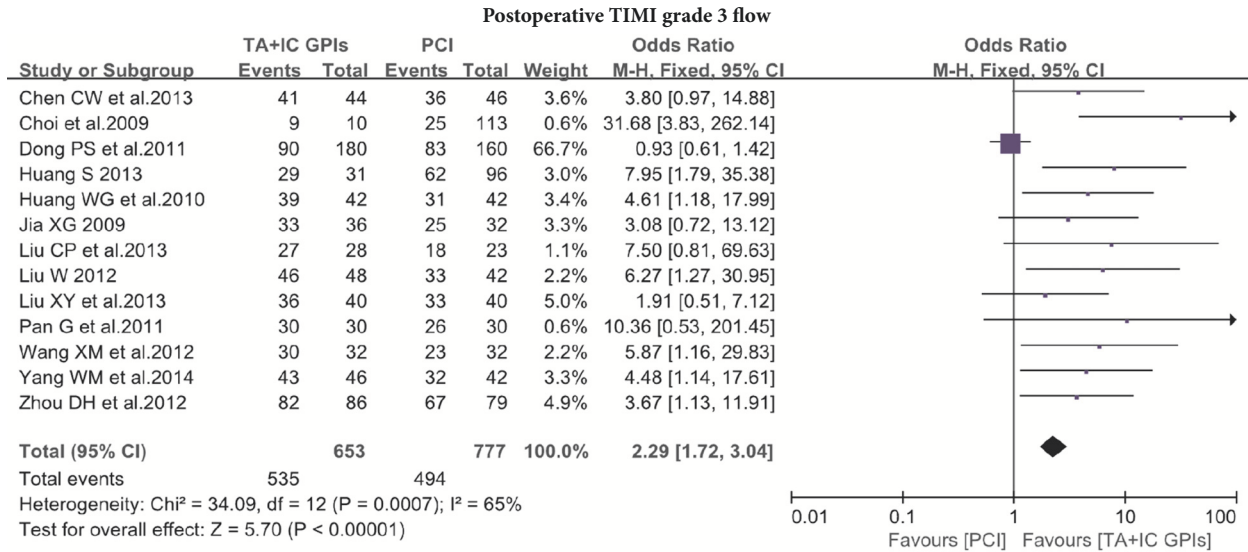 Postoperative TIMI grade 3 flow
TA+IC GPIs PCI Odds Ratio Odds Ratio
Study or Subgroup Events Total Events Total Weight M-H, Fixed, 95% CI M-H, Fixed, 95% CI
Chen CW et al.2013 41 44 36 46 3.6% 3.80 [0.97, 14.88]
Choi et al.2009 9 10 25 113 0.6% 31.68 [3.83, 262.14]
Dong PS et al.2011 90 180 83 160 66.7% 0.93 [0.61, 1.42]
Huang S 2013 29 31 62 96 3.0% 7.95 [1.79, 35.38]
Huang WG et al.2010 39 42 31 42 3.4% 4.61 [1.18, 17.99]
Jia XG 2009 33 36 25 32 3.3% 3.08 [0.72, 13.12]
Liu CP et al.2013 27 28 18 23 1.1% 7.50 [0.81, 69.63]
Liu W 2012 46 48 33 42 2.2% 6.27 [1.27, 30.95]
Liu XY et al.2013 36 40 33 40 5.0% 1.91 [0.51, 7.12]
Pan G et al.2011 30 30 26 30 0.6% 10.36 [0.53, 201.45]
Wang XM et al.2012 30 32 23 32 2.2% 5.87 [1.16, 29.83]
Yang WM et al.2014 43 46 32 42 3.3% 4.48 [1.14, 17.61]
Zhou DH et al.2012 82 86 67 79 4.9% 3.67 [1.13, 11.91]
Total (95% CI) 653 777 100.0% 2.29 [1.72, 3.04]
Total events 535 494
Heterogeneity: Chi² = 34.09, df = 12 (P = 0.0007); I² = 65%
Test for overall effect: Z = 5.70 (P < 0.00001)
0.01 0.1 1 10 100
Favours [PCI] Favours [TA+IC GPIs]